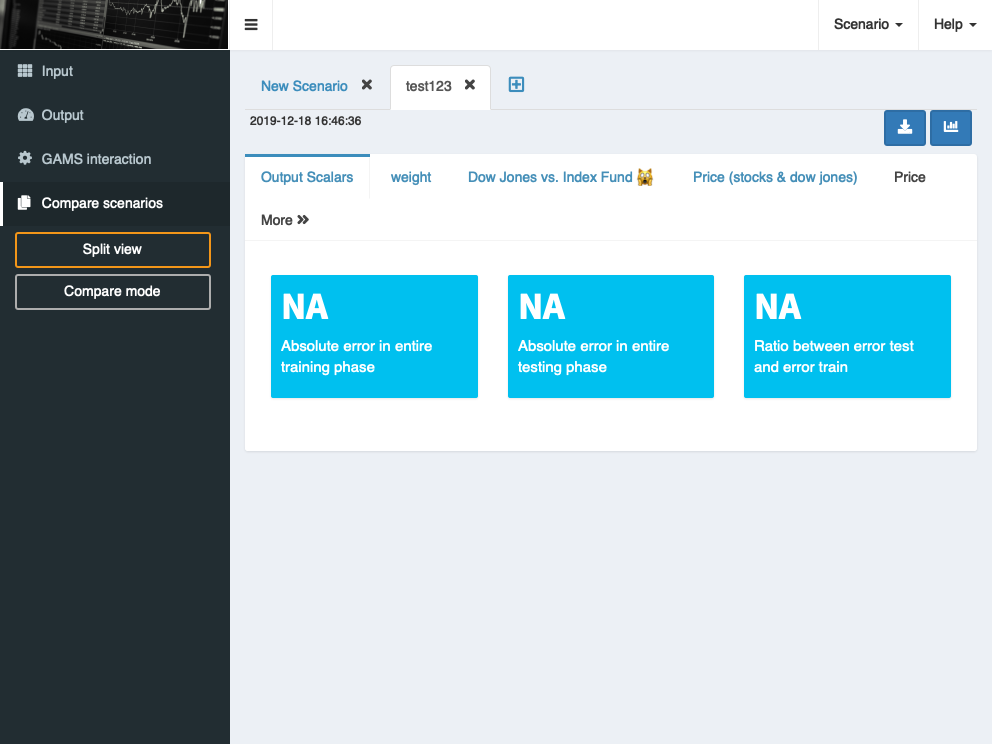 Scenario
Help
Input
Output
GAMS interaction
Compare scenarios
Split view
Compare mode
New Scenario
test123
2019-12-18 16:46:36
Output Scalars
weight
Dow Jones vs. Index Fund 🙀
Price (stocks & dow jones)
Price
More
NA
Absolute error in entire
training phase
NA
Absolute error in entire
testing phase
NA
Ratio between error test
and error train